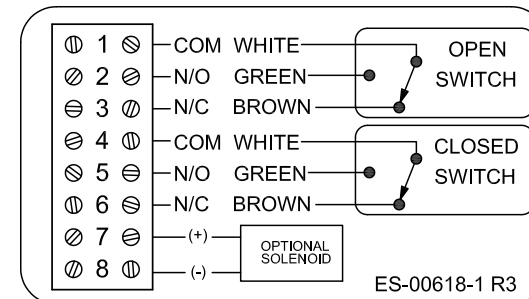 1 COM WHITE
2 N/O GREEN
3 N/C BROWN
OPEN
SWITCH
4 COM WHITE
5 N/O GREEN
6 N/C BROWN
CLOSED
SWITCH
7 (+)
8 (-)
OPTIONAL
SOLENOID
ES-00618-1 R3